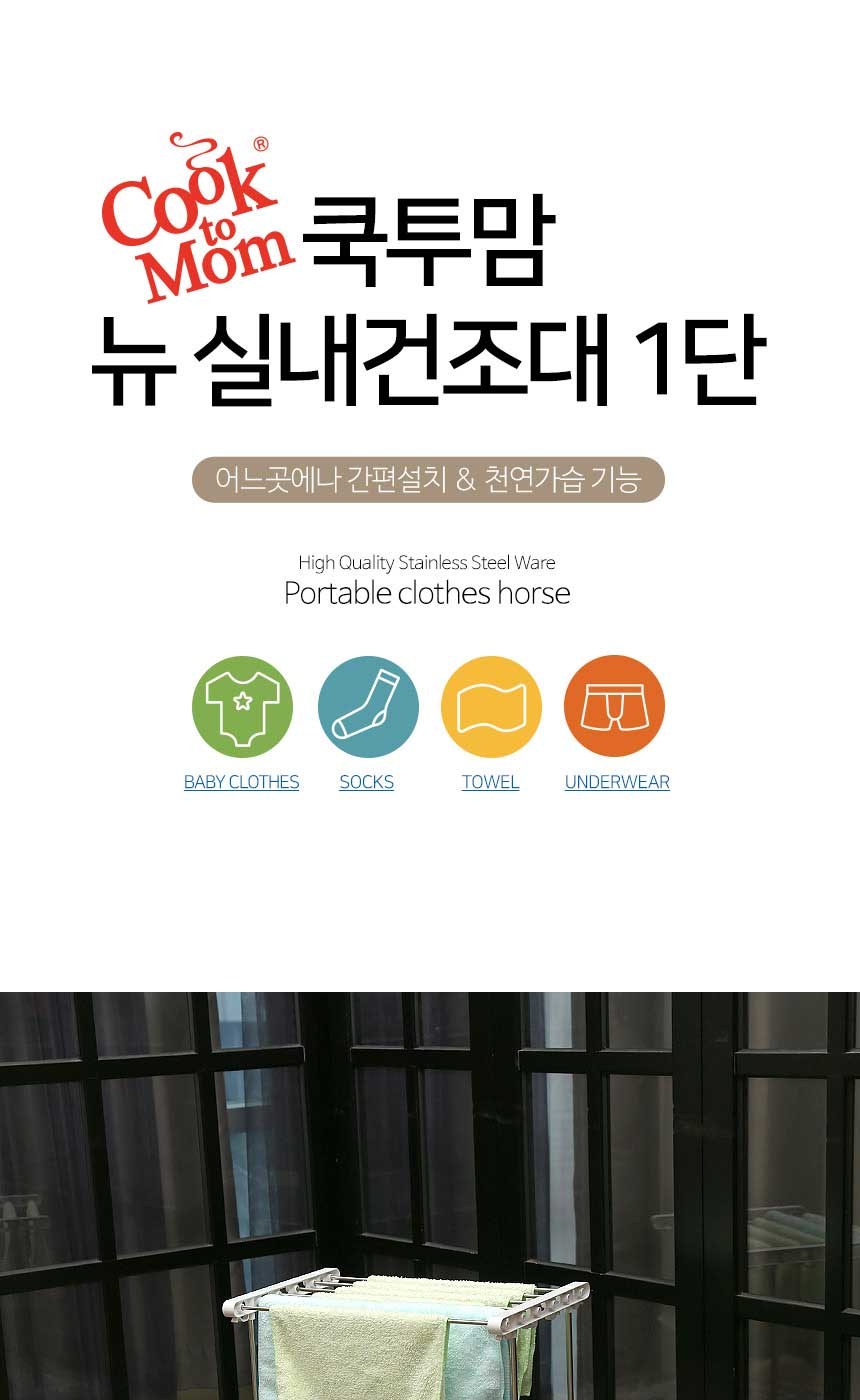 Cook®
to
Mom
쿡투맘
뉴 실내건조대 1단
어느곳에나 간편설치 & 천연가습 기능
High Quality Stainless Steel Ware
Portable clothes horse
BABY CLOTHES SOCKS TOWEL UNDERWEAR